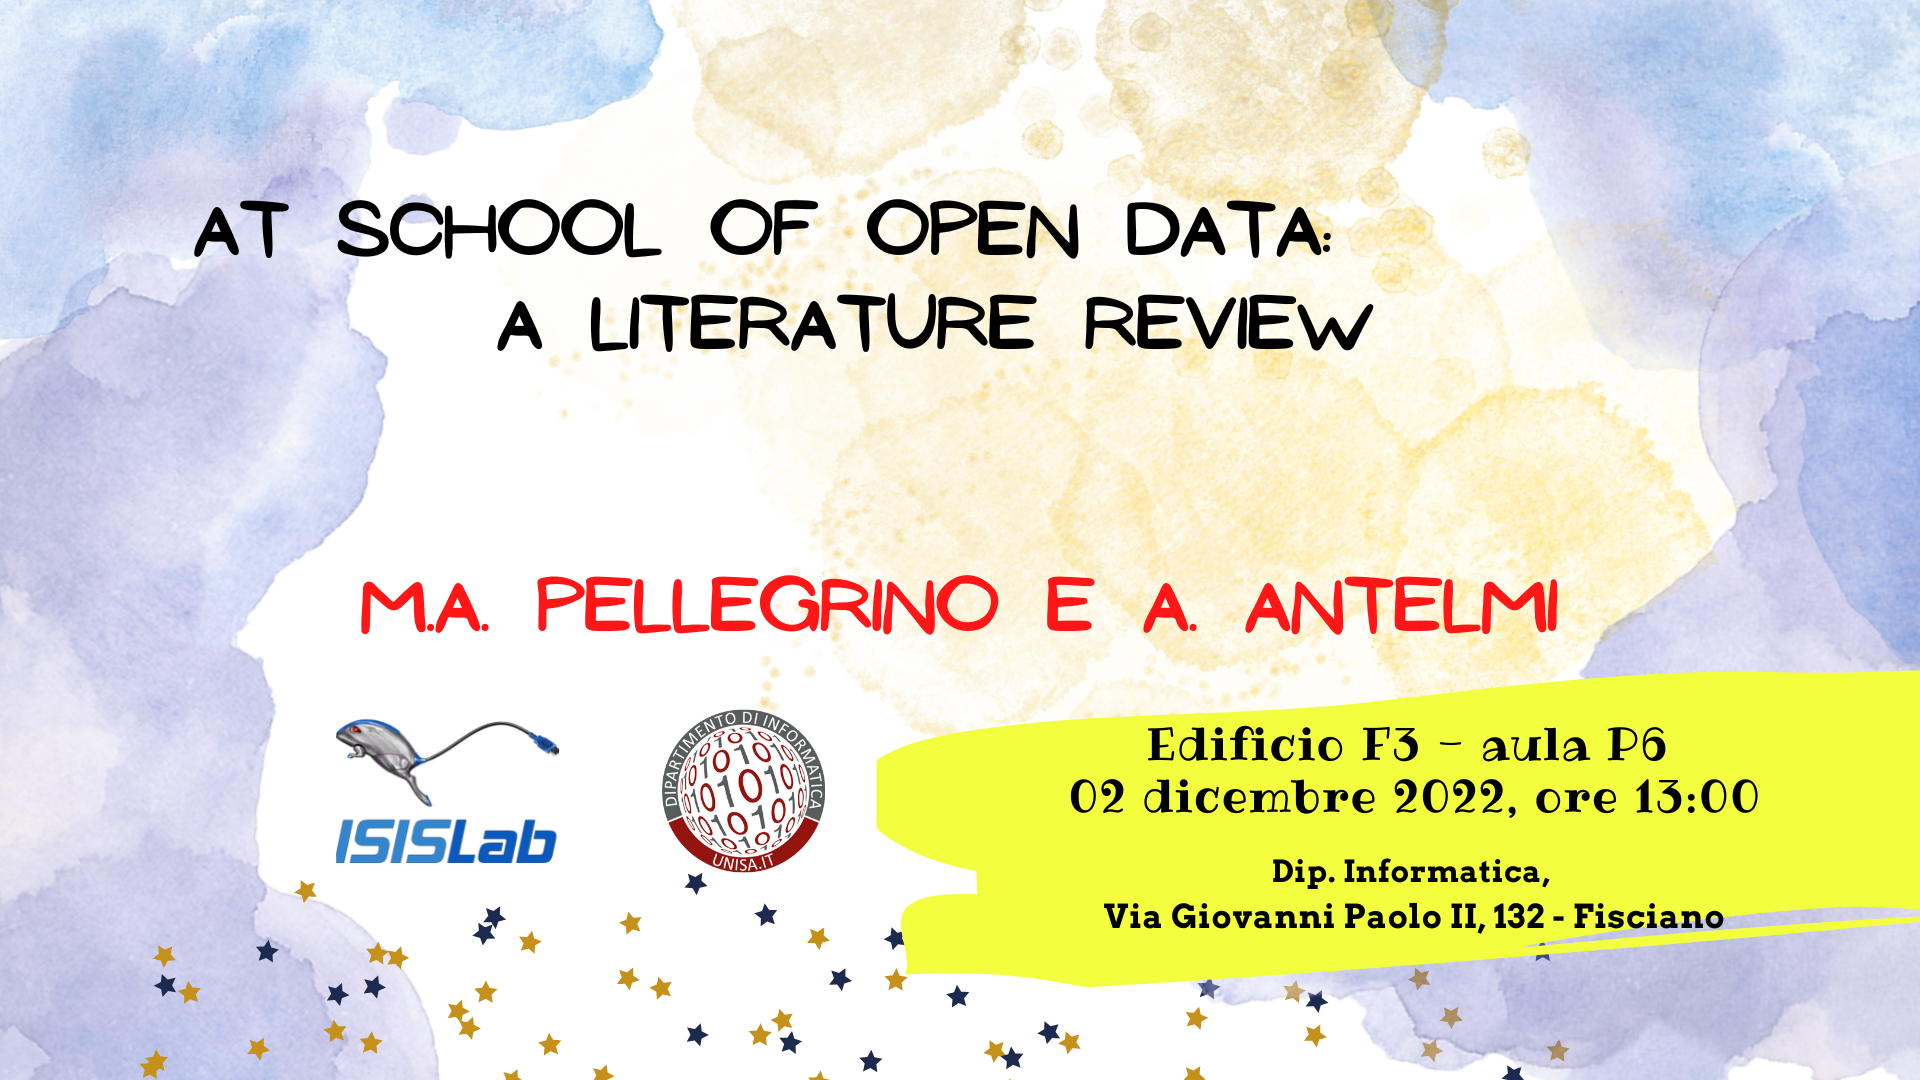 AT SCHOOL OF OPEN DATA:
A LITERATURE REVIEW
M.A. PELLEGRINO E A. ANTELMI
ISISLab
DIPARTIMENTO DI INFORMATICA
UNISA.IT
Edificio F3 - aula P6
02 dicembre 2022, ore 13:00
Dip. Informatica,
Via Giovanni Paolo II, 132 - Fisciano